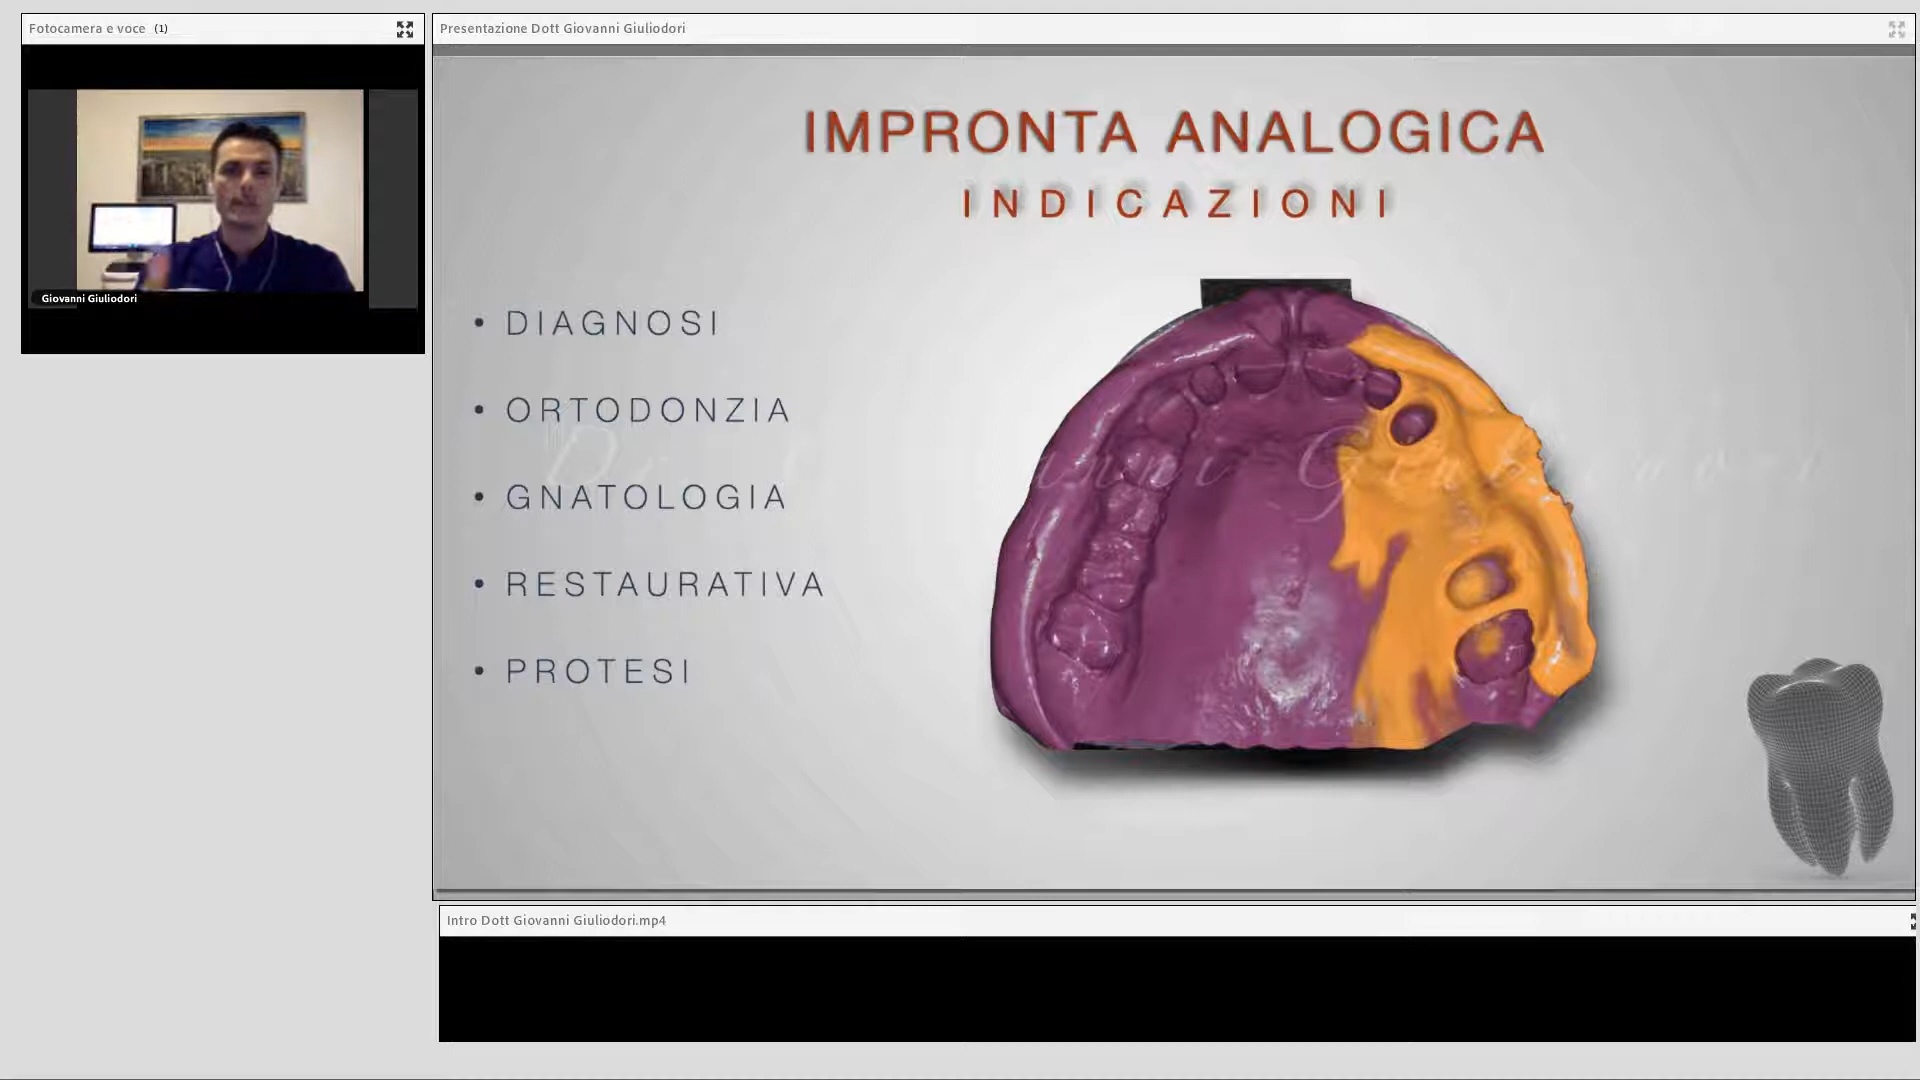 Fotocamera e voce (1)
Giovanni Giuliodori
Presentazione Dott Giovanni Giuliodori
IMPRONTA ANALOGICA
INDICAZIONI
• DIAGNOSI
• ORTODONZIA
• GNATOLOGIA
• RESTAURATIVA
• PROTESI
Intro Dott Giovanni Giuliodori.mp4